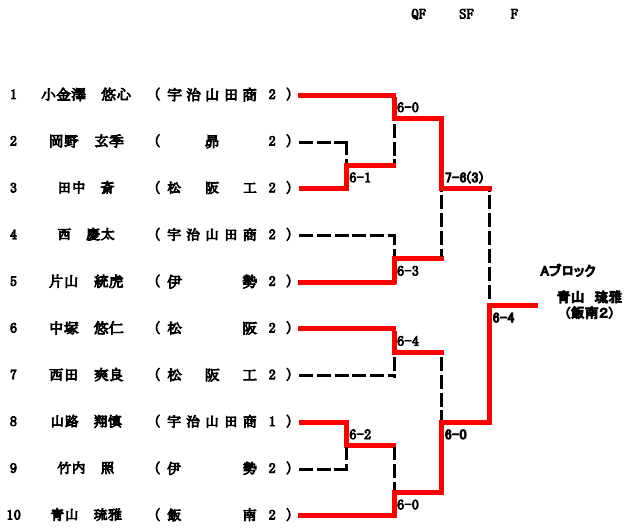 QF SF F
1 小金澤 悠心 ( 宇治山田商 2 )
6-0
2 岡野 玄季 ( 昴 2 )
6-1
3 田中 斎 ( 松阪工 2 )
7-6(3)
4 西 慶太 ( 宇治山田商 2 )
6-3
5 片山 統虎 ( 伊勢 2 )
Aブロック
青山 琉雅
(飯南2)
6-4
6 中塚 悠仁 ( 松阪 2 )
6-4
7 西田 爽良 ( 松阪工 2 )
8 山路 翔慎 ( 宇治山田商 1 )
6-2
6-0
9 竹内 照 ( 伊勢 2 )
6-0
10 青山 琉雅 ( 飯南 2 )